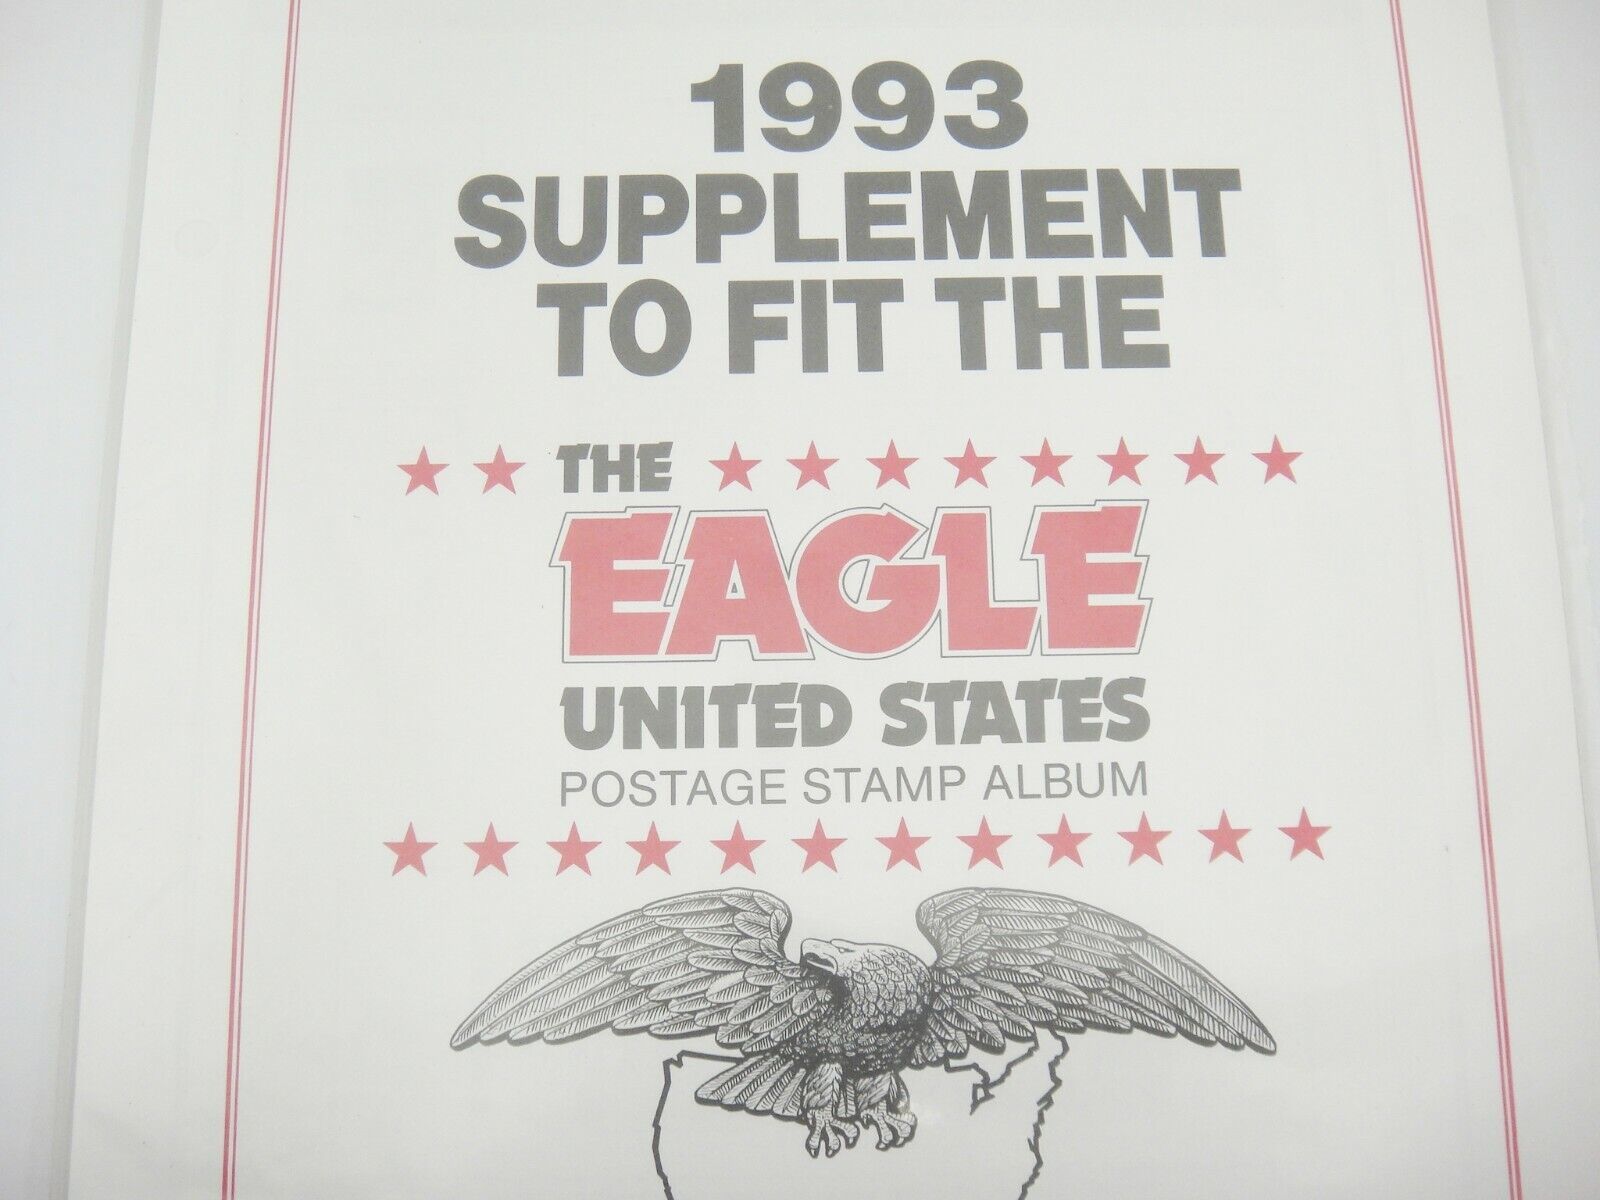 1993
SUPPLEMENT
TO FIT THE
THE
EAGLE
UNITED STATES
POSTAGE STAMP ALBUM